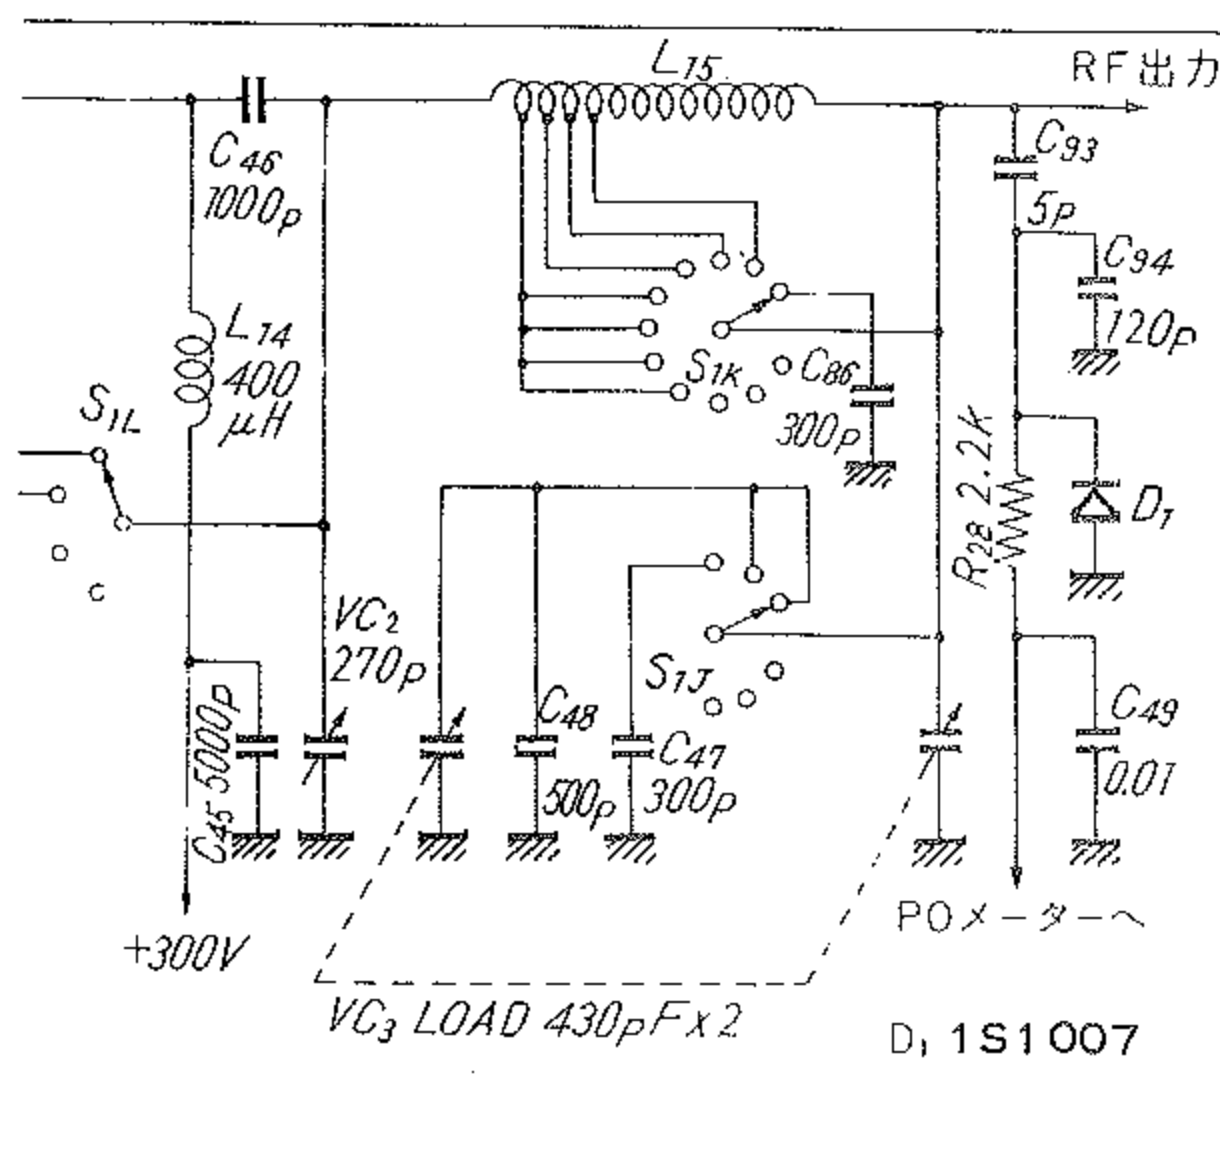 L15
RF出力
C46
1000p
C93
5p
C94
120p
L14
400
μH
S1L
S1K
C86
300p
R28 2.2K
D1
VC2
270p
S1J
C45 5000p
C48
500p
C47
300p
C49
0.01
+300V
POメーターへ
VC3 LOAD 430pF x 2
D1 1S1007